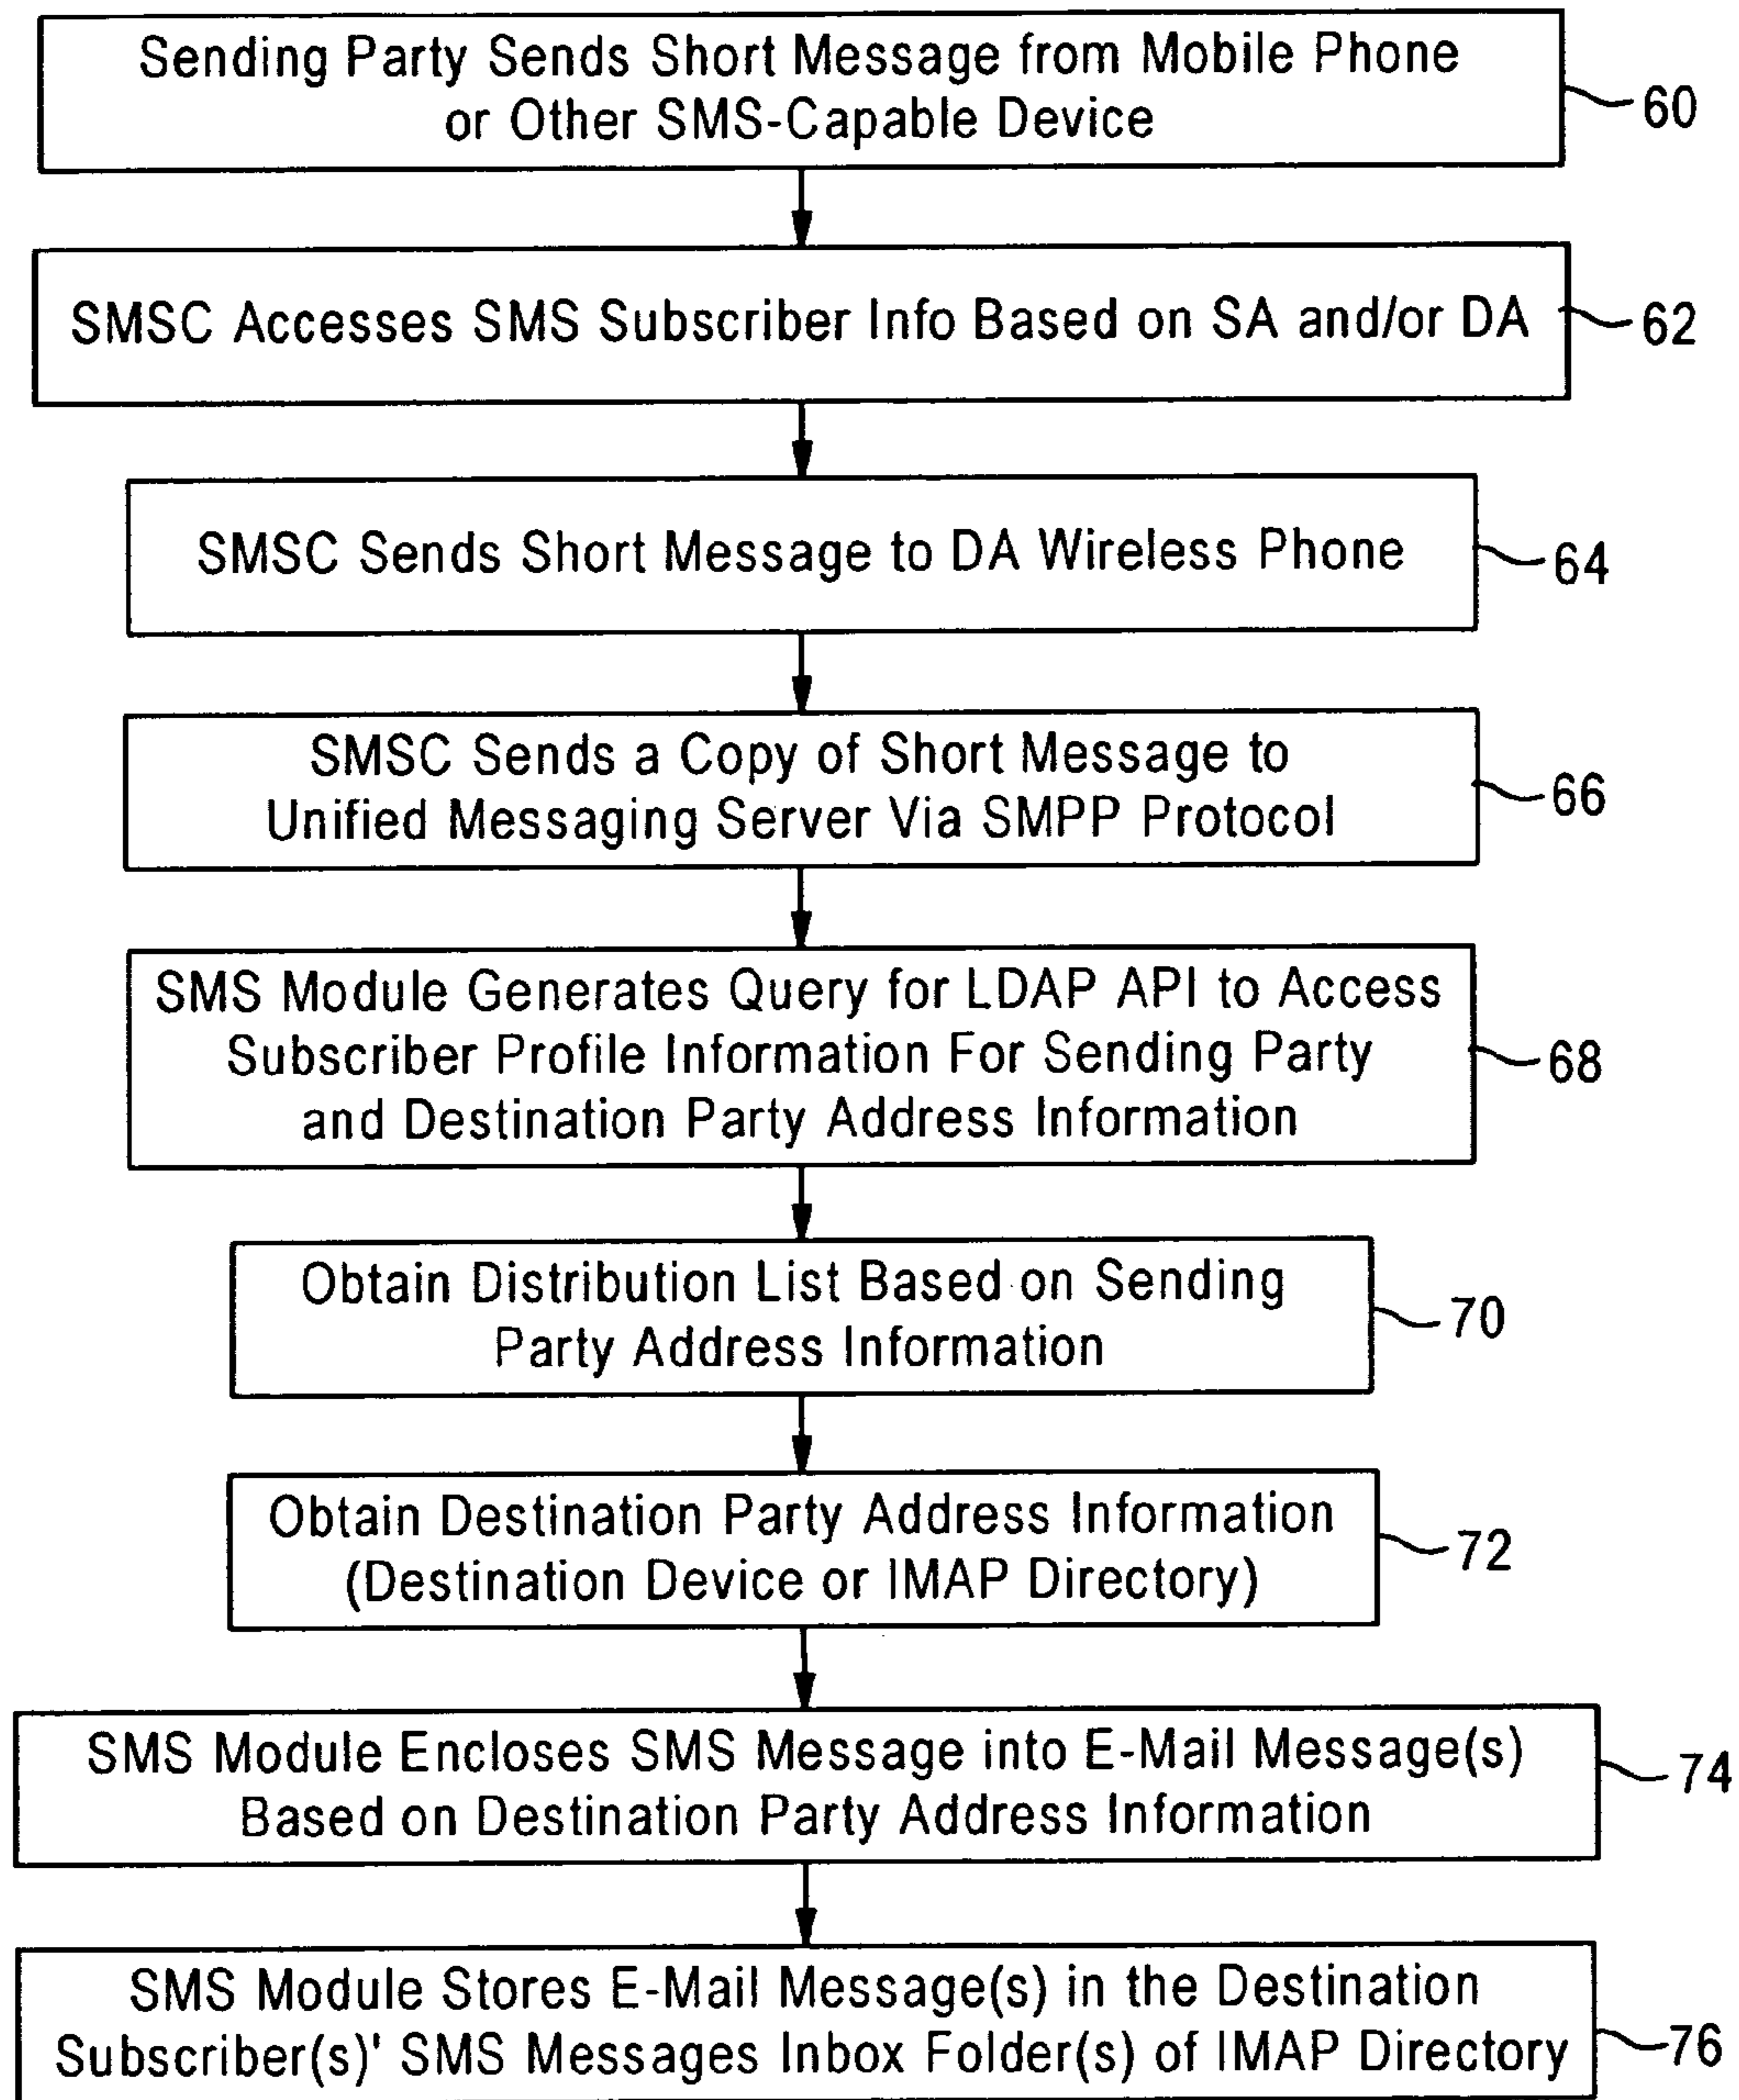 Sending Party Sends Short Message from Mobile Phone
or Other SMS-Capable Device
60
SMSC Accesses SMS Subscriber Info Based on SA and/or DA
62
SMSC Sends Short Message to DA Wireless Phone
64
SMSC Sends a Copy of Short Message to
Unified Messaging Server Via SMPP Protocol
66
SMS Module Generates Query for LDAP API to Access
Subscriber Profile Information For Sending Party
and Destination Party Address Information
68
Obtain Distribution List Based on Sending
Party Address Information
70
Obtain Destination Party Address Information
(Destination Device or IMAP Directory)
72
SMS Module Encloses SMS Message into E-Mail Message(s)
Based on Destination Party Address Information
74
SMS Module Stores E-Mail Message(s) in the Destination
Subscriber(s)' SMS Messages Inbox Folder(s) of IMAP Directory
76